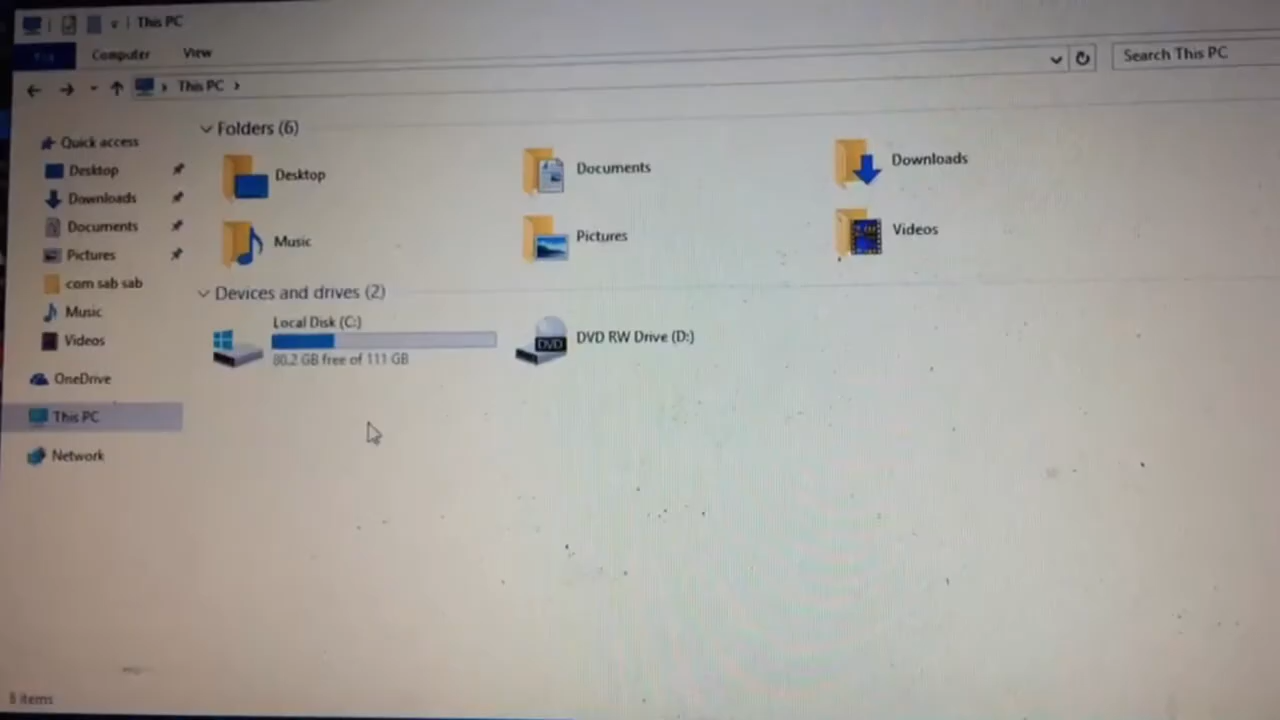 This PC
File Computer View
This PC
Search This PC
Quick access
Desktop
Downloads
Documents
Pictures
com sab sab
Music
Videos
OneDrive
This PC
Network
Folders (6)
Desktop
Documents
Downloads
Music
Pictures
Videos
Devices and drives (2)
Local Disk (C:)
80.2 GB free of 111 GB
DVD RW Drive (D:)
DVD
8 items